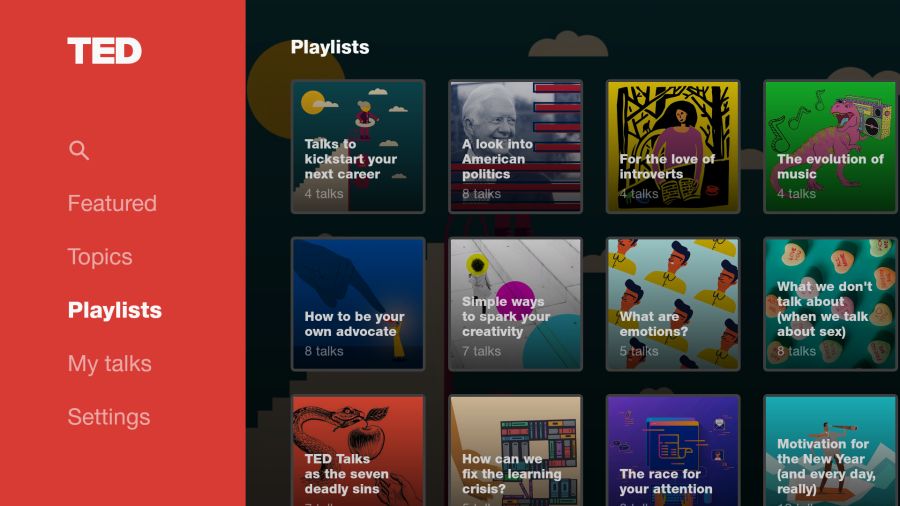 TED
Featured
Topics
Playlists
My talks
Settings
Playlists
Talks to
kickstart your
next career
4 talks
A look into
American
politics
8 talks
For the love of
introverts
4 talks
The evolution of
music
4 talks
How to be your
own advocate
8 talks
Simple ways
to spark your
creativity
7 talks
What are
emotions?
5 talks
What we don't
talk about
(when we talk
about sex)
8 talks
TED Talks
as the seven
deadly sins
How can we
fix the learning
crisis?
The race for
your attention
Motivation for
the New Year
(and every day,
really)